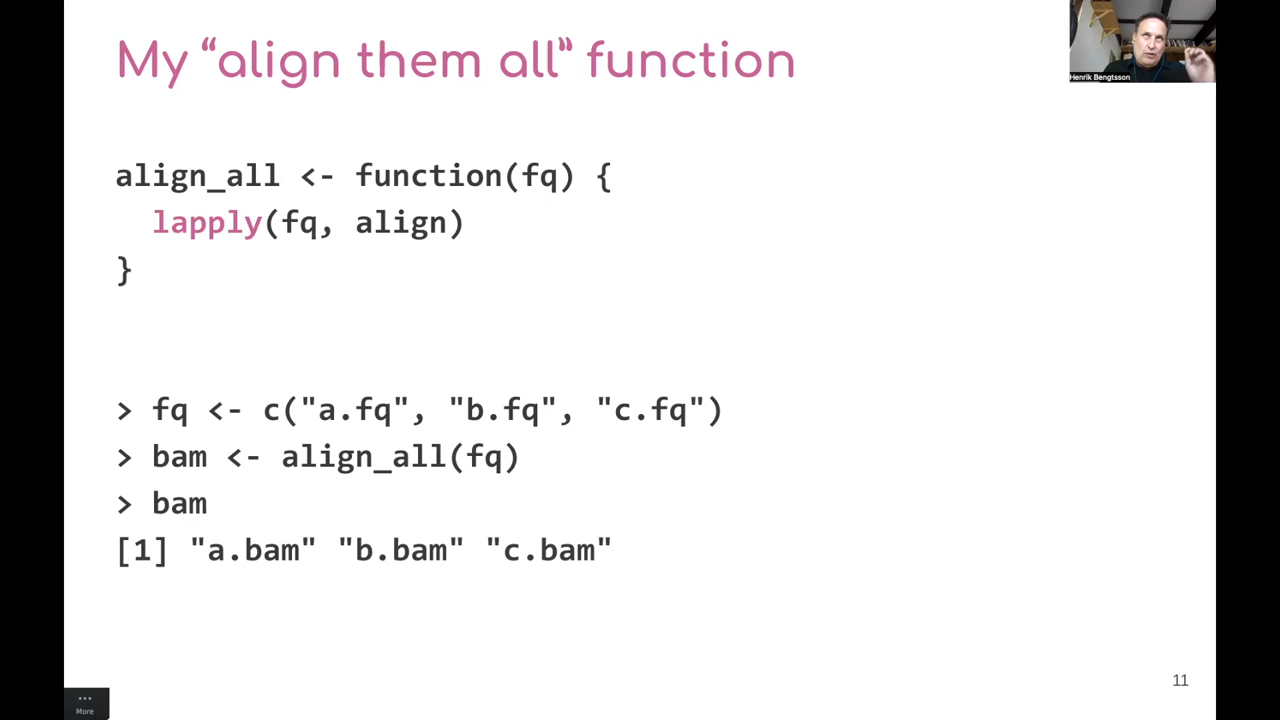 My “align them all” function
Henrik Bengtsson
align_all <- function(fq) {
  lapply(fq, align)
}
> fq <- c("a.fq", "b.fq", "c.fq")
> bam <- align_all(fq)
> bam
[1] "a.bam" "b.bam" "c.bam"
11
More